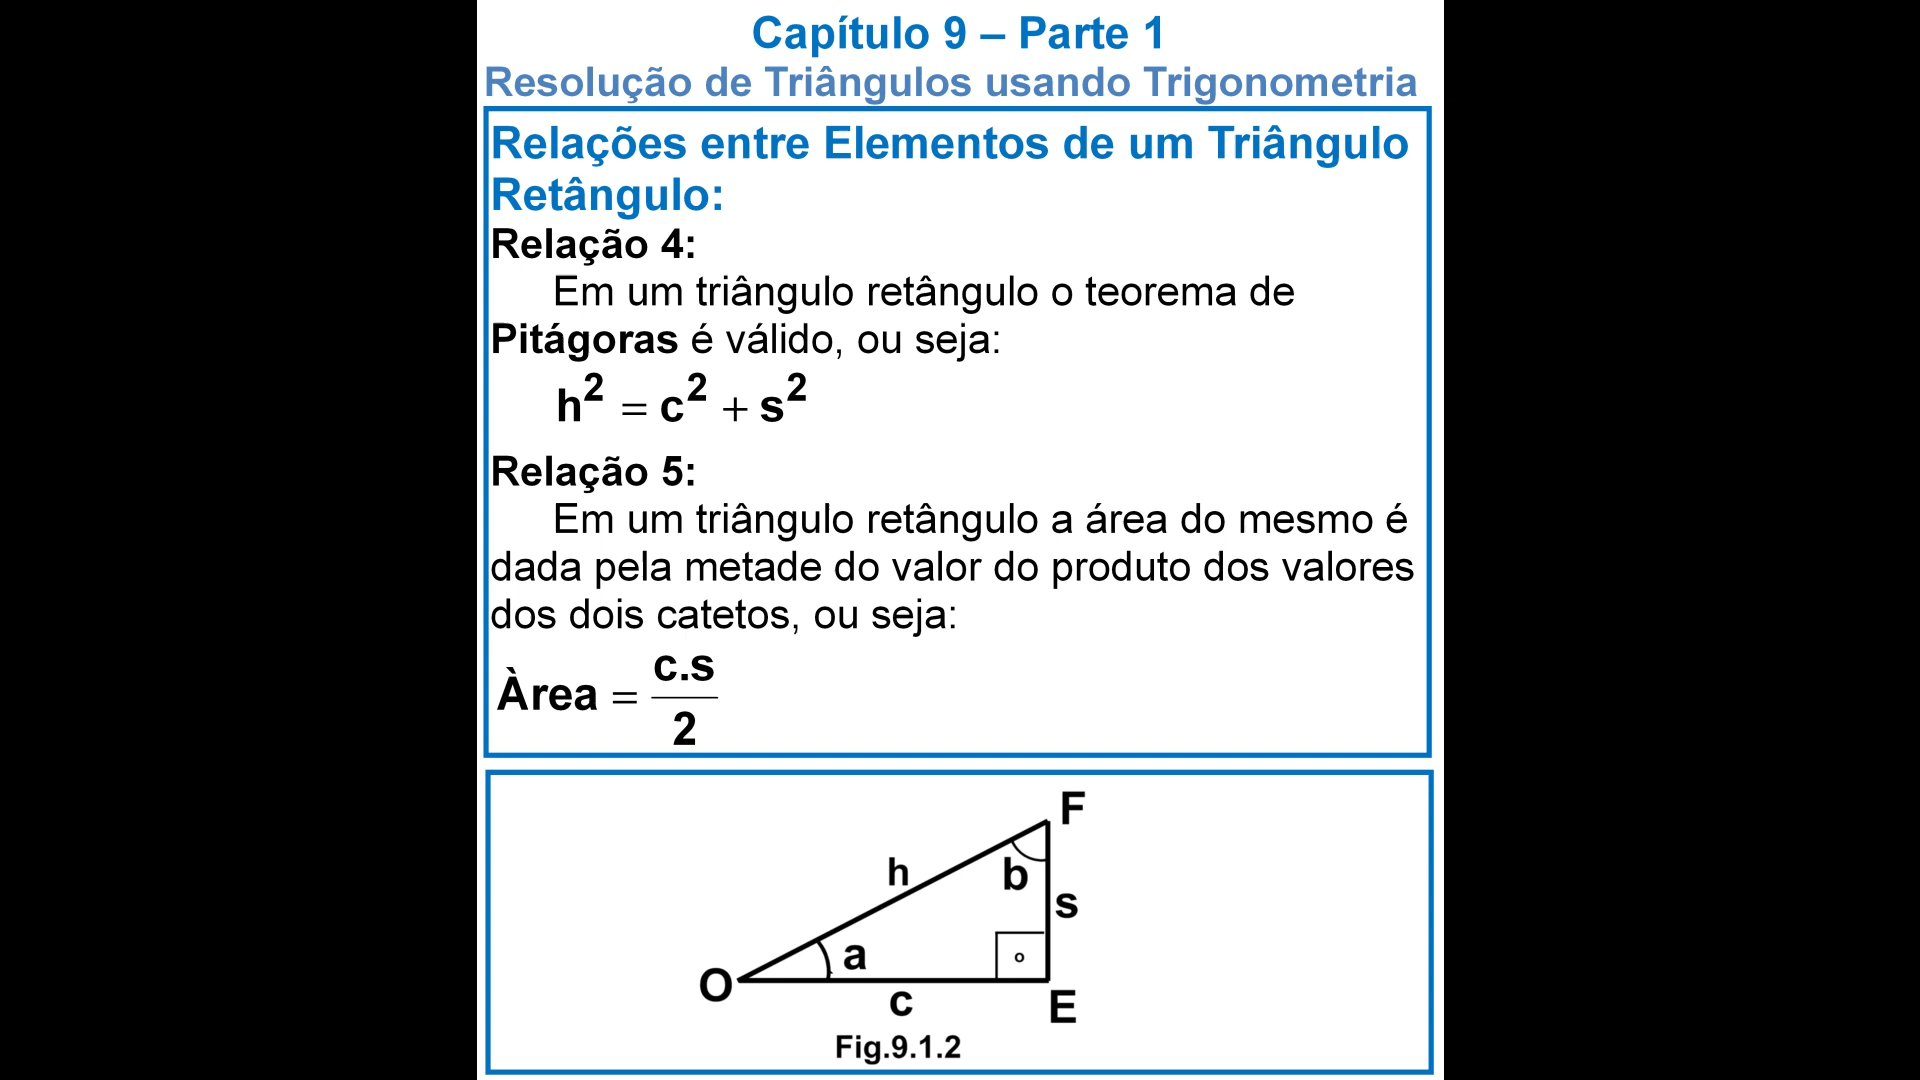 Capítulo 9 – Parte 1
Resolução de Triângulos usando Trigonometria
Relações entre Elementos de um Triângulo
Retângulo:
Relação 4:
Em um triângulo retângulo o teorema de
Pitágoras é válido, ou seja:
h² = c² + s²
Relação 5:
Em um triângulo retângulo a área do mesmo é
dada pela metade do valor do produto dos valores
dos dois catetos, ou seja:
Àrea = c.s/2
F
h
b
s
a
O
c
E
Fig.9.1.2